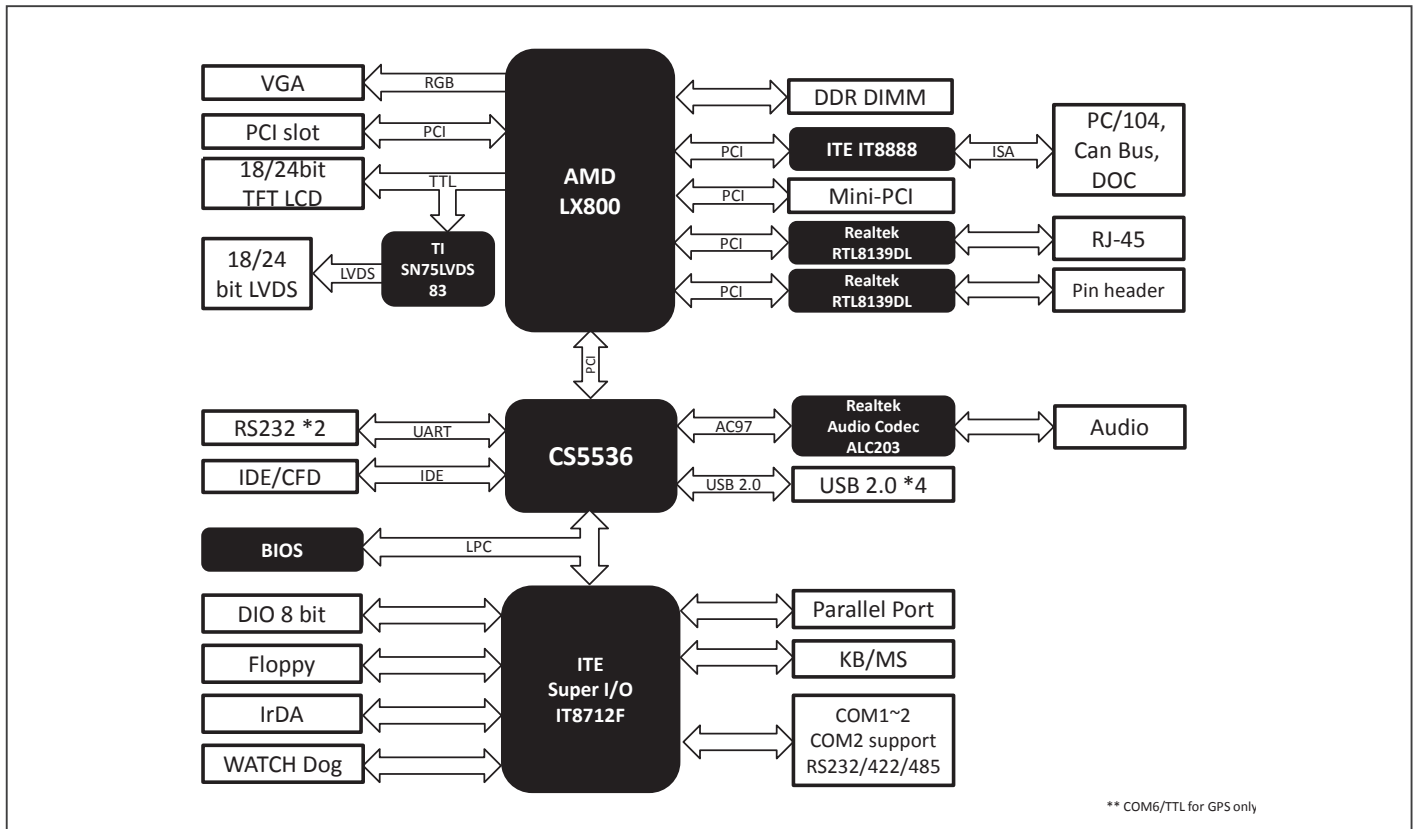 VGA
RGB
PCI slot
PCI
18/24bit
TFT LCD
TTL
TI
SN75LVDS
83
LVDS
18/24
bit LVDS
AMD
LX800
DDR DIMM
PCI
ITE IT8888
ISA
PC/104,
Can Bus,
DOC
PCI
Mini-PCI
PCI
Realtek
RTL8139DL
RJ-45
PCI
Realtek
RTL8139DL
Pin header
PCI
RS232 *2
UART
IDE/CFD
IDE
CS5536
AC97
Realtek
Audio Codec
ALC203
Audio
USB 2.0
USB 2.0 *4
BIOS
LPC
DIO 8 bit
Floppy
IrDA
WATCH Dog
ITE
Super I/O
IT8712F
Parallel Port
KB/MS
COM1~2
COM2 support
RS232/422/485
** COM6/TTL for GPS only